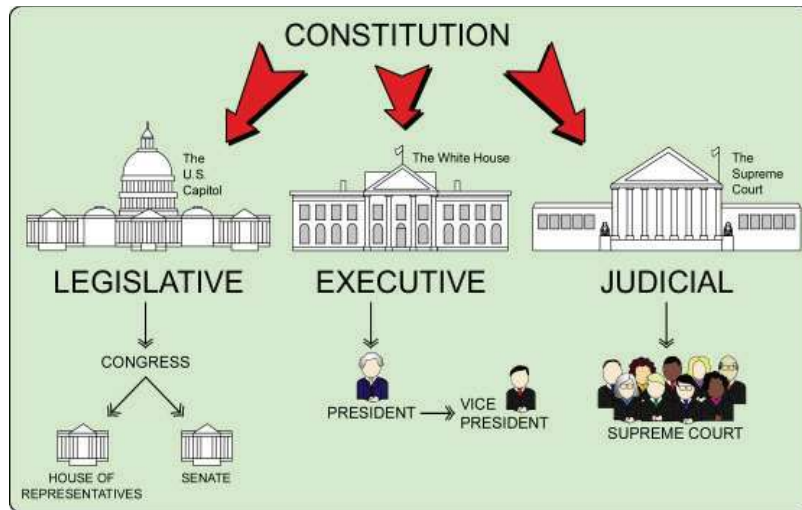 CONSTITUTION
The
U.S.
Capitol
The White House
The
Supreme
Court
LEGISLATIVE
EXECUTIVE
JUDICIAL
CONGRESS
PRESIDENT
VICE
PRESIDENT
SUPREME COURT
HOUSE OF
REPRESENTATIVES
SENATE